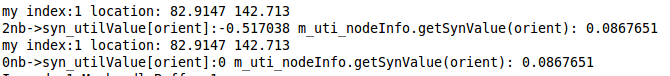 my index:1 location: 82.9147 142.713
2nb->syn_utilValue[orient]:-0.517038 m_uti_nodeInfo.getSynValue(orient): 0.0867651
my index:1 location: 82.9147 142.713
0nb->syn_utilValue[orient]:0 m_uti_nodeInfo.getSynValue(orient): 0.0867651